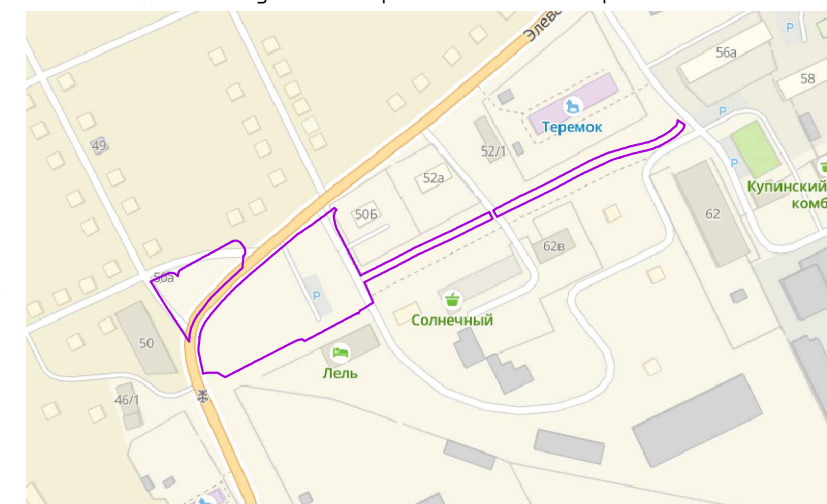 Элев
56а
P
58
Теремок
P
49
52/1
52а
P
Купинский
комб
50Б
62
62в
50а
P
Солнечный
50
Лель
46/1